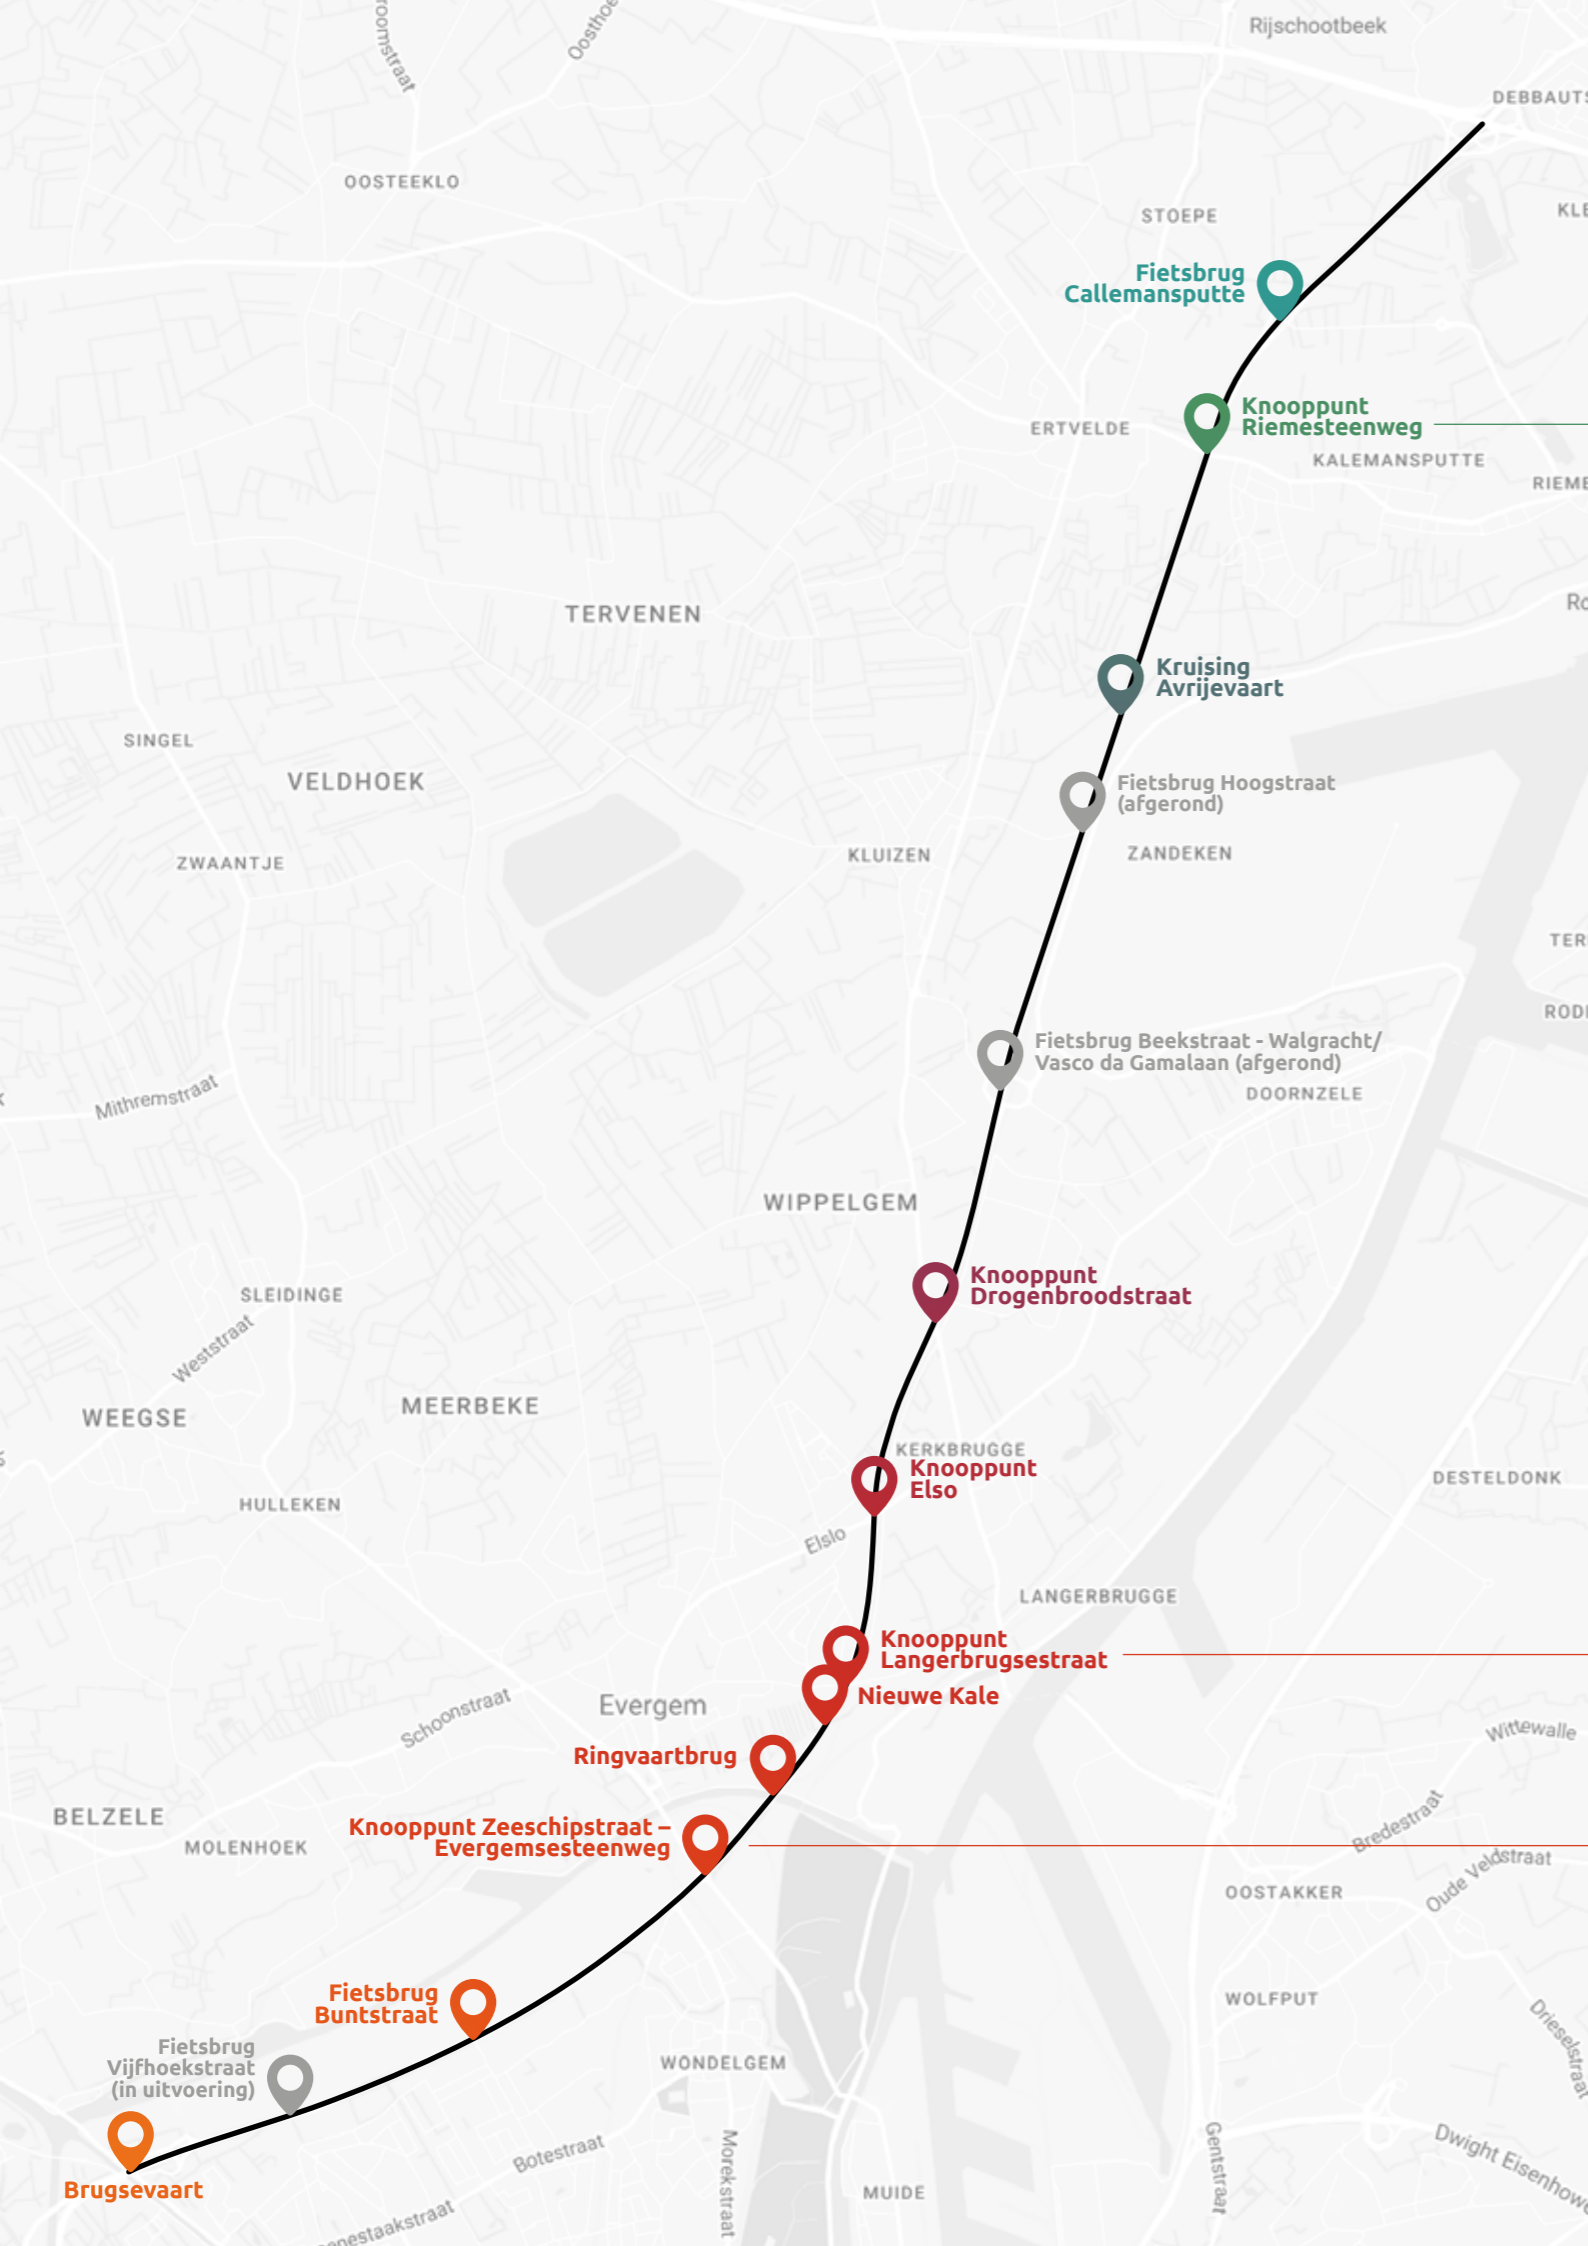 Rijschootbeek
DEBBAUTS
OOSTEEKLO
STOEPE
Fietsbrug
Callemansputte
Knooppunt
Riemesteenweg
ERTVELDE
KALEMANSPUTTE
RIEME
TERVENEN
Kruising
Avrijevaart
SINGEL
VELDHOEK
Fietsbrug Hoogstraat
(afgerond)
KLUIZEN
ZANDEKEN
ZWAANTJE
Fietsbrug Beekstraat - Walgracht/
Vasco da Gamalaan (afgerond)
DOORNZELE
Mithremstraat
WIPPELGEM
Knooppunt
Drogenbroodstraat
SLEIDINGE
Weststraat
MEERBEKE
WEEGSE
KERKBRUGGE
Knooppunt
Elso
DESTELDONK
HULLEKEN
Elslo
LANGERBRUGGE
Knooppunt
Langerbrugsestraat
Nieuwe Kale
Evergem
Schoonstraat
Wittewalle
Ringvaartbrug
BELZELE
Knooppunt Zeeschipstraat –
Evergemsesteenweg
MOLENHOEK
Bredestraat
Oude Veldstraat
OOSTAKKER
Fietsbrug
Buntstraat
WOLFPUT
Drieselstraat
Fietsbrug
Vijfhoekstraat
(in uitvoering)
WONDELGEM
Brugsevaart
Botestraat
Morekstraat
MUIDE
Gentstraat
Dwight Eisenhowe